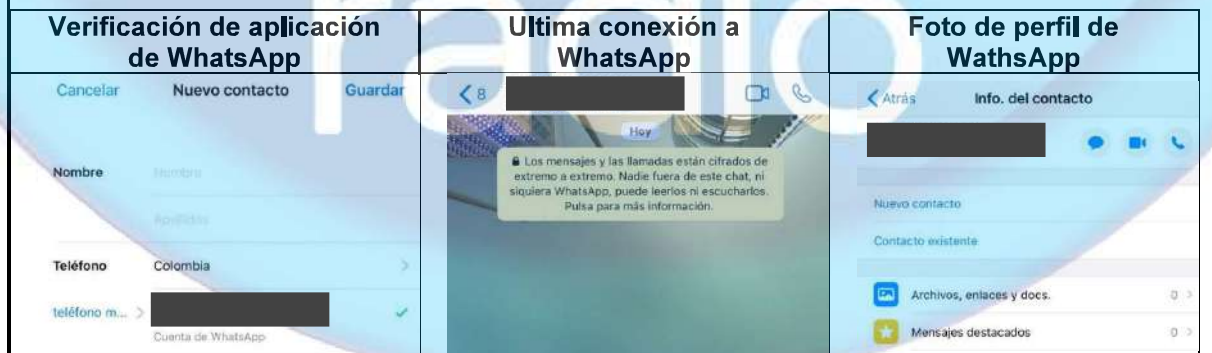 Verificación de aplicación
de WhatsApp
Ultima conexión a
WhatsApp
Foto de perfil de
WathsApp
Cancelar Nuevo contacto Guardar
Nombre Nombre
Apellidos
Teléfono Colombia
teléfono m...
Cuenta de WhatsApp
8
Hoy
Los mensajes y las llamadas están cifrados de
extremo a extremo. Nadie fuera de este chat, ni
siquiera WhatsApp, puede leerlos ni escucharlos.
Pulsa para más información.
Atrás Info. del contacto
Nuevo contacto
Contacto existente
Archivos, enlaces y docs. 0
Mensajes destacados 0
radio